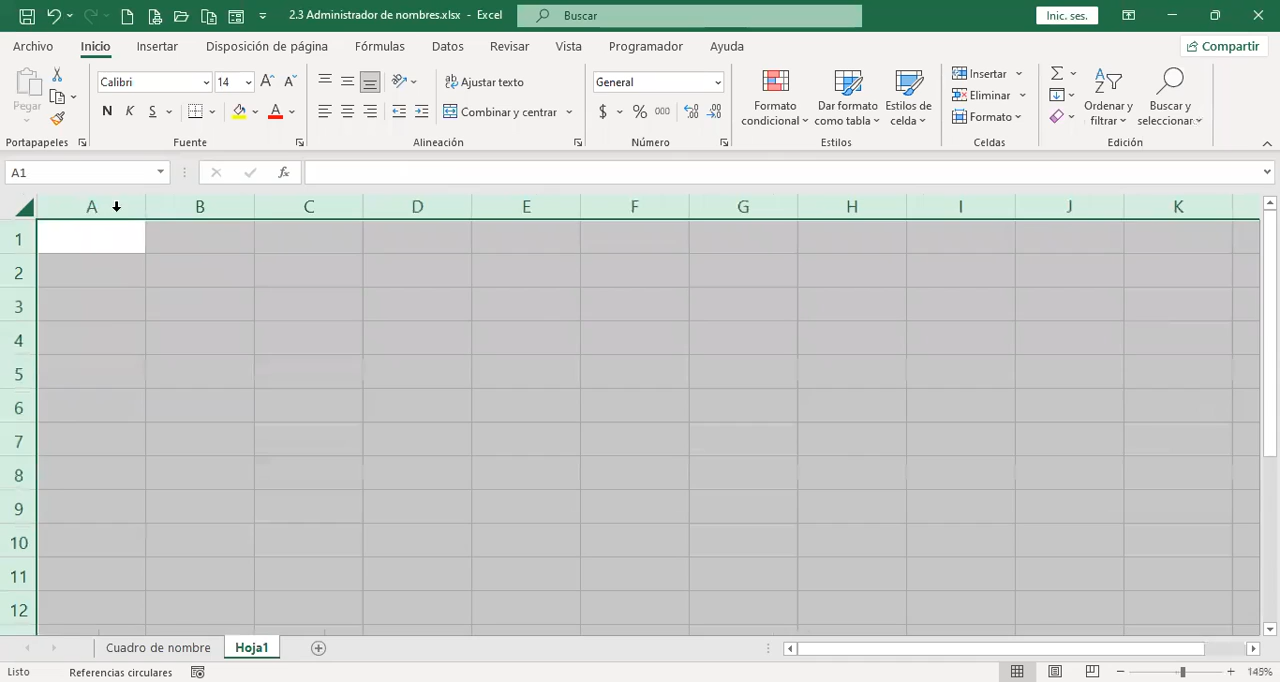 2.3 Administrador de nombres.xlsx - Excel
Buscar
Inic. ses.
Archivo Inicio Insertar Disposición de página Fórmulas Datos Revisar Vista Programador Ayuda
Compartir
Pegar
Portapapeles
Calibri 14
N K S
Fuente
Ajustar texto
Combinar y centrar
Alineación
General
$ % 000
Número
Formato condicional
Dar formato como tabla
Estilos de celda
Estilos
Insertar
Eliminar
Formato
Celdas
Ordenar y filtrar
Buscar y seleccionar
Edición
A1
fx
A B C D E F G H I J K
1
2
3
4
5
6
7
8
9
10
11
12
Cuadro de nombre Hoja1
Listo Referencias circulares 145%